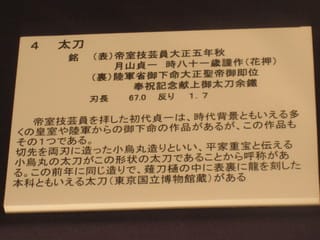 4 太刀
銘 (表)帝室技芸員大正五年秋
月山貞一 時八十一歳謹作(花押)
(裏)陸軍省御下命大正聖帝御即位
奉祝記念献上御太刀余鐵
刃長 67.0 反り 1.7
帝室技芸員を拝した初代貞一は、時代背景ともいえる多
くの皇室や陸軍からの御下命の作品があるが、この作品も
その1つである。
切先を両刃に造った小烏丸造りといい、平家重宝と伝える
小烏丸の太刀がこの形状の太刀であることから呼称があ
る。この前年に同じ造りで、薙刀樋の中に表裏に龍を刻した
本科ともいえる太刀(東京国立博物館蔵)がある